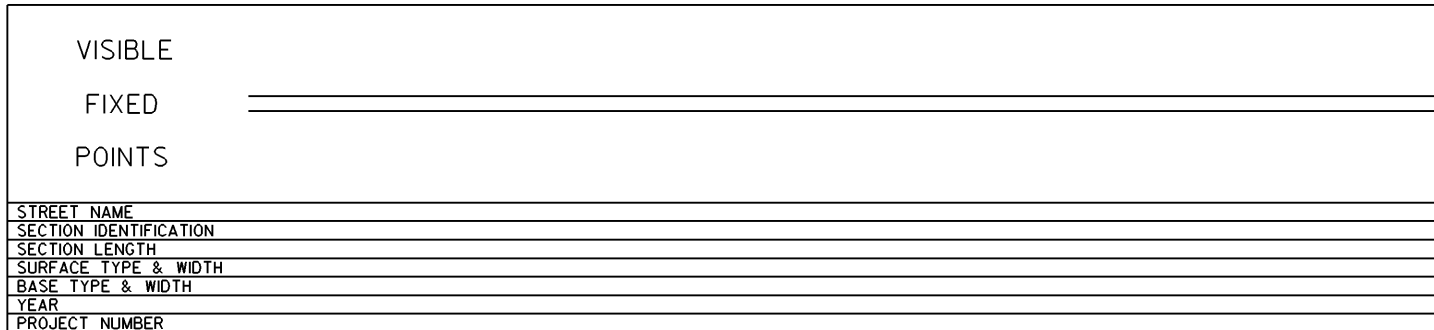 VISIBLE
FIXED
POINTS
STREET NAME
SECTION IDENTIFICATION
SECTION LENGTH
SURFACE TYPE & WIDTH
BASE TYPE & WIDTH
YEAR
PROJECT NUMBER